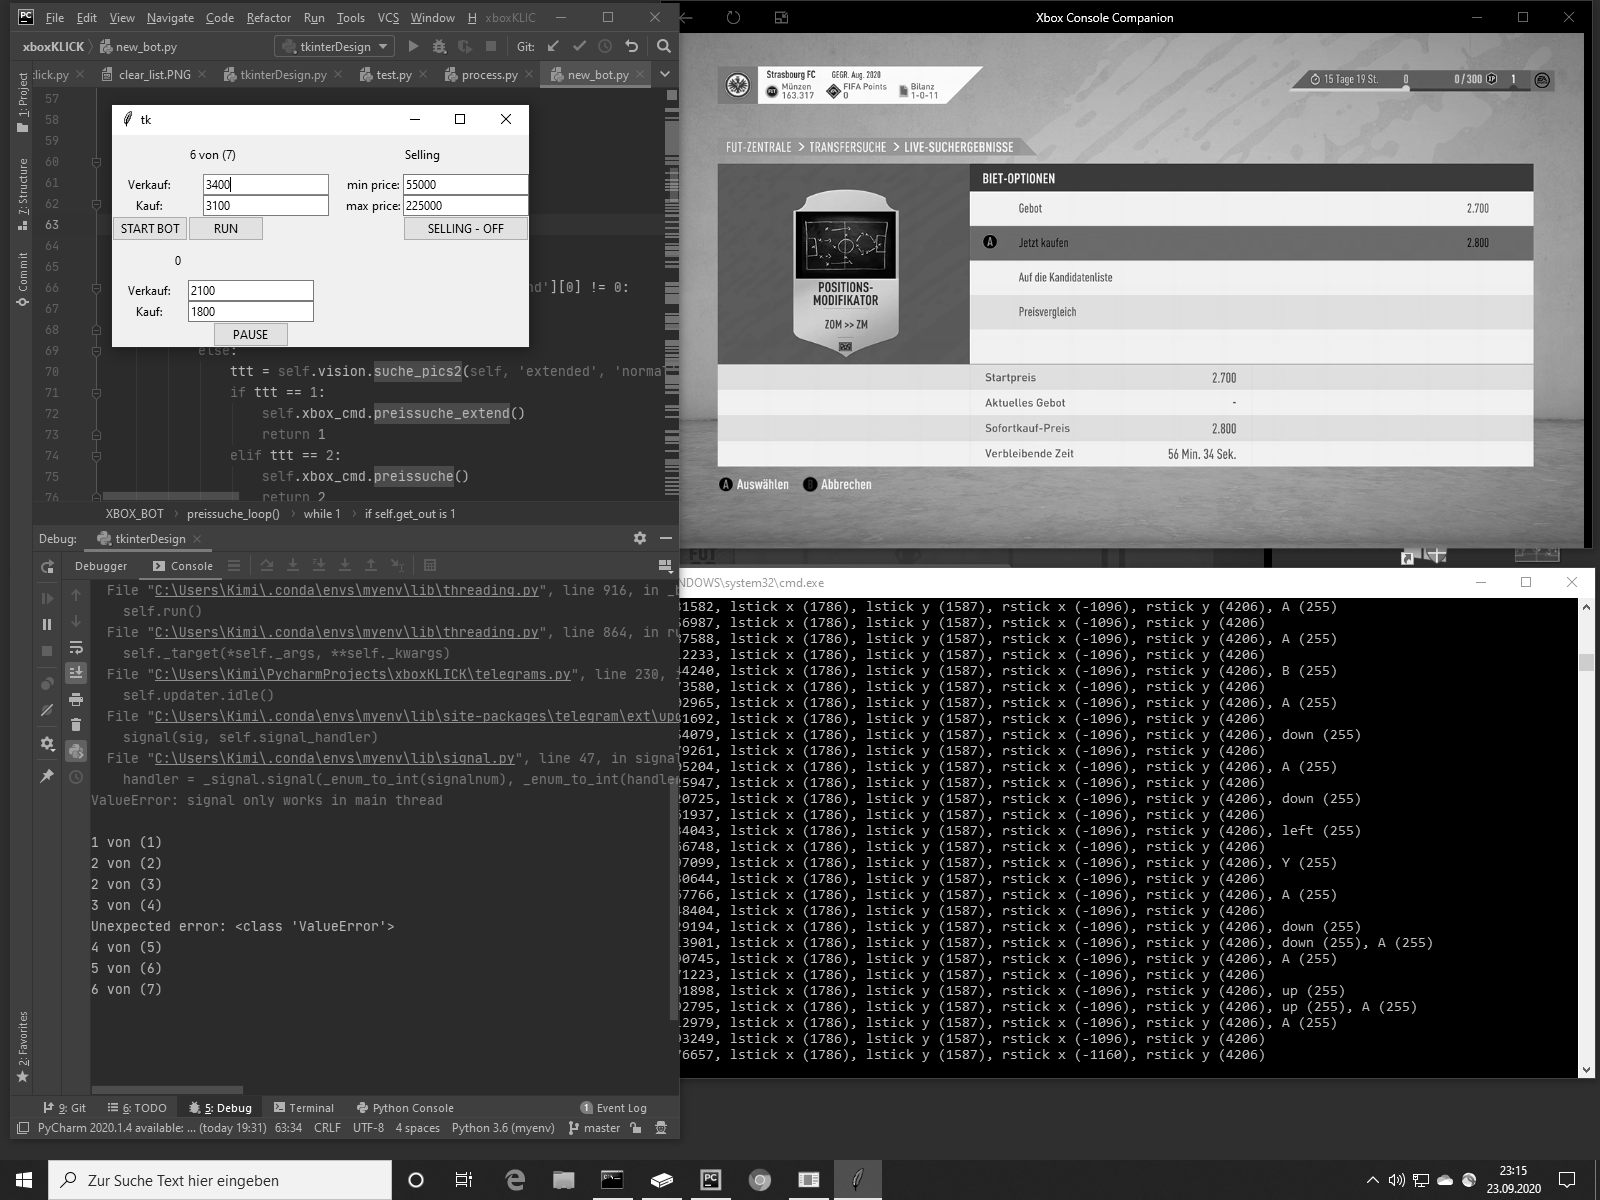 File Edit View Navigate Code Refactor Run Tools VCS Window H xboxKLIC
xboxKLICK new_bot.py tkinterDesign Git:
click.py clear_list.PNG tkinterDesign.py test.py process.py new_bot.py
1: Project
Z: Structure
Commit
2: Favorites
57
58
59
60
61
62
63
64
65
66 nd'][0] != 0:
67
68
69 else:
70 ttt = self.vision.suche_pics2(self, 'extended', 'normal
71 if ttt == 1:
72 self.xbox_cmd.preissuche_extend()
73 return 1
74 elif ttt == 2:
75 self.xbox_cmd.preissuche()
76 return 2
tk
6 von (7) Selling
Verkauf: 3400 min price: 55000
Kauf: 3100 max price: 225000
START BOT RUN SELLING - OFF
0
Verkauf: 2100
Kauf: 1800
PAUSE
XBOX_BOT preissuche_loop() while 1 if self.get_out is 1
Debug: tkinterDesign
Debugger Console
File "C:\Users\Kimi\.conda\envs\myenv\lib\threading.py", line 916, in _b
self.run()
File "C:\Users\Kimi\.conda\envs\myenv\lib\threading.py", line 864, in ru
self._target(*self._args, **self._kwargs)
File "C:\Users\Kimi\PycharmProjects\xboxKLICK\telegrams.py", line 230, i
self.updater.idle()
File "C:\Users\Kimi\.conda\envs\myenv\lib\site-packages\telegram\ext\upd
signal(sig, self.signal_handler)
File "C:\Users\Kimi\.conda\envs\myenv\lib\signal.py", line 47, in signal
handler = _signal.signal(_enum_to_int(signalnum), _enum_to_int(handler
ValueError: signal only works in main thread
1 von (1)
2 von (2)
2 von (3)
3 von (4)
Unexpected error: <class 'ValueError'>
4 von (5)
5 von (6)
6 von (7)
9: Git 6: TODO 5: Debug Terminal Python Console 1 Event Log
PyCharm 2020.1.4 available: ... (today 19:31) 63:34 CRLF UTF-8 4 spaces Python 3.6 (myenv) master
Xbox Console Companion
Strasbourg FC GEGR. Aug. 2020
Münzen 163.317 FIFA Points 0 Bilanz 1-0-11
15 Tage 19 St. 0 0/300 XP 1
FUT-ZENTRALE > TRANSFERSUCHE > LIVE-SUCHERGEBNISSE
POSITIONS-
MODIFIKATOR
ZOM >> ZM
BIET-OPTIONEN
Gebot 2.700
A Jetzt kaufen 2.800
Auf die Kandidatenliste
Preisvergleich
Startpreis 2.700
Aktuelles Gebot -
Sofortkauf-Preis 2.800
Verbleibende Zeit 56 Min. 34 Sek.
A Auswählen B Abbrechen
FUT
NDOWS\system32\cmd.exe
31582, lstick x (1786), lstick y (1587), rstick x (-1096), rstick y (4206), A (255)
56987, lstick x (1786), lstick y (1587), rstick x (-1096), rstick y (4206)
37588, lstick x (1786), lstick y (1587), rstick x (-1096), rstick y (4206), A (255)
12233, lstick x (1786), lstick y (1587), rstick x (-1096), rstick y (4206)
44240, lstick x (1786), lstick y (1587), rstick x (-1096), rstick y (4206), B (255)
73580, lstick x (1786), lstick y (1587), rstick x (-1096), rstick y (4206)
02965, lstick x (1786), lstick y (1587), rstick x (-1096), rstick y (4206), A (255)
31692, lstick x (1786), lstick y (1587), rstick x (-1096), rstick y (4206)
54079, lstick x (1786), lstick y (1587), rstick x (-1096), rstick y (4206), down (255)
79261, lstick x (1786), lstick y (1587), rstick x (-1096), rstick y (4206)
05204, lstick x (1786), lstick y (1587), rstick x (-1096), rstick y (4206), A (255)
35947, lstick x (1786), lstick y (1587), rstick x (-1096), rstick y (4206)
20725, lstick x (1786), lstick y (1587), rstick x (-1096), rstick y (4206), down (255)
51937, lstick x (1786), lstick y (1587), rstick x (-1096), rstick y (4206)
34043, lstick x (1786), lstick y (1587), rstick x (-1096), rstick y (4206), left (255)
66748, lstick x (1786), lstick y (1587), rstick x (-1096), rstick y (4206)
97099, lstick x (1786), lstick y (1587), rstick x (-1096), rstick y (4206), Y (255)
30644, lstick x (1786), lstick y (1587), rstick x (-1096), rstick y (4206)
67766, lstick x (1786), lstick y (1587), rstick x (-1096), rstick y (4206), A (255)
48404, lstick x (1786), lstick y (1587), rstick x (-1096), rstick y (4206)
29194, lstick x (1786), lstick y (1587), rstick x (-1096), rstick y (4206), down (255)
13901, lstick x (1786), lstick y (1587), rstick x (-1096), rstick y (4206), down (255), A (255)
00745, lstick x (1786), lstick y (1587), rstick x (-1096), rstick y (4206), A (255)
71223, lstick x (1786), lstick y (1587), rstick x (-1096), rstick y (4206)
01898, lstick x (1786), lstick y (1587), rstick x (-1096), rstick y (4206), up (255)
02795, lstick x (1786), lstick y (1587), rstick x (-1096), rstick y (4206), up (255), A (255)
12979, lstick x (1786), lstick y (1587), rstick x (-1096), rstick y (4206), A (255)
93249, lstick x (1786), lstick y (1587), rstick x (-1096), rstick y (4206)
76657, lstick x (1786), lstick y (1587), rstick x (-1160), rstick y (4206)
Zur Suche Text hier eingeben
23:15
23.09.2020